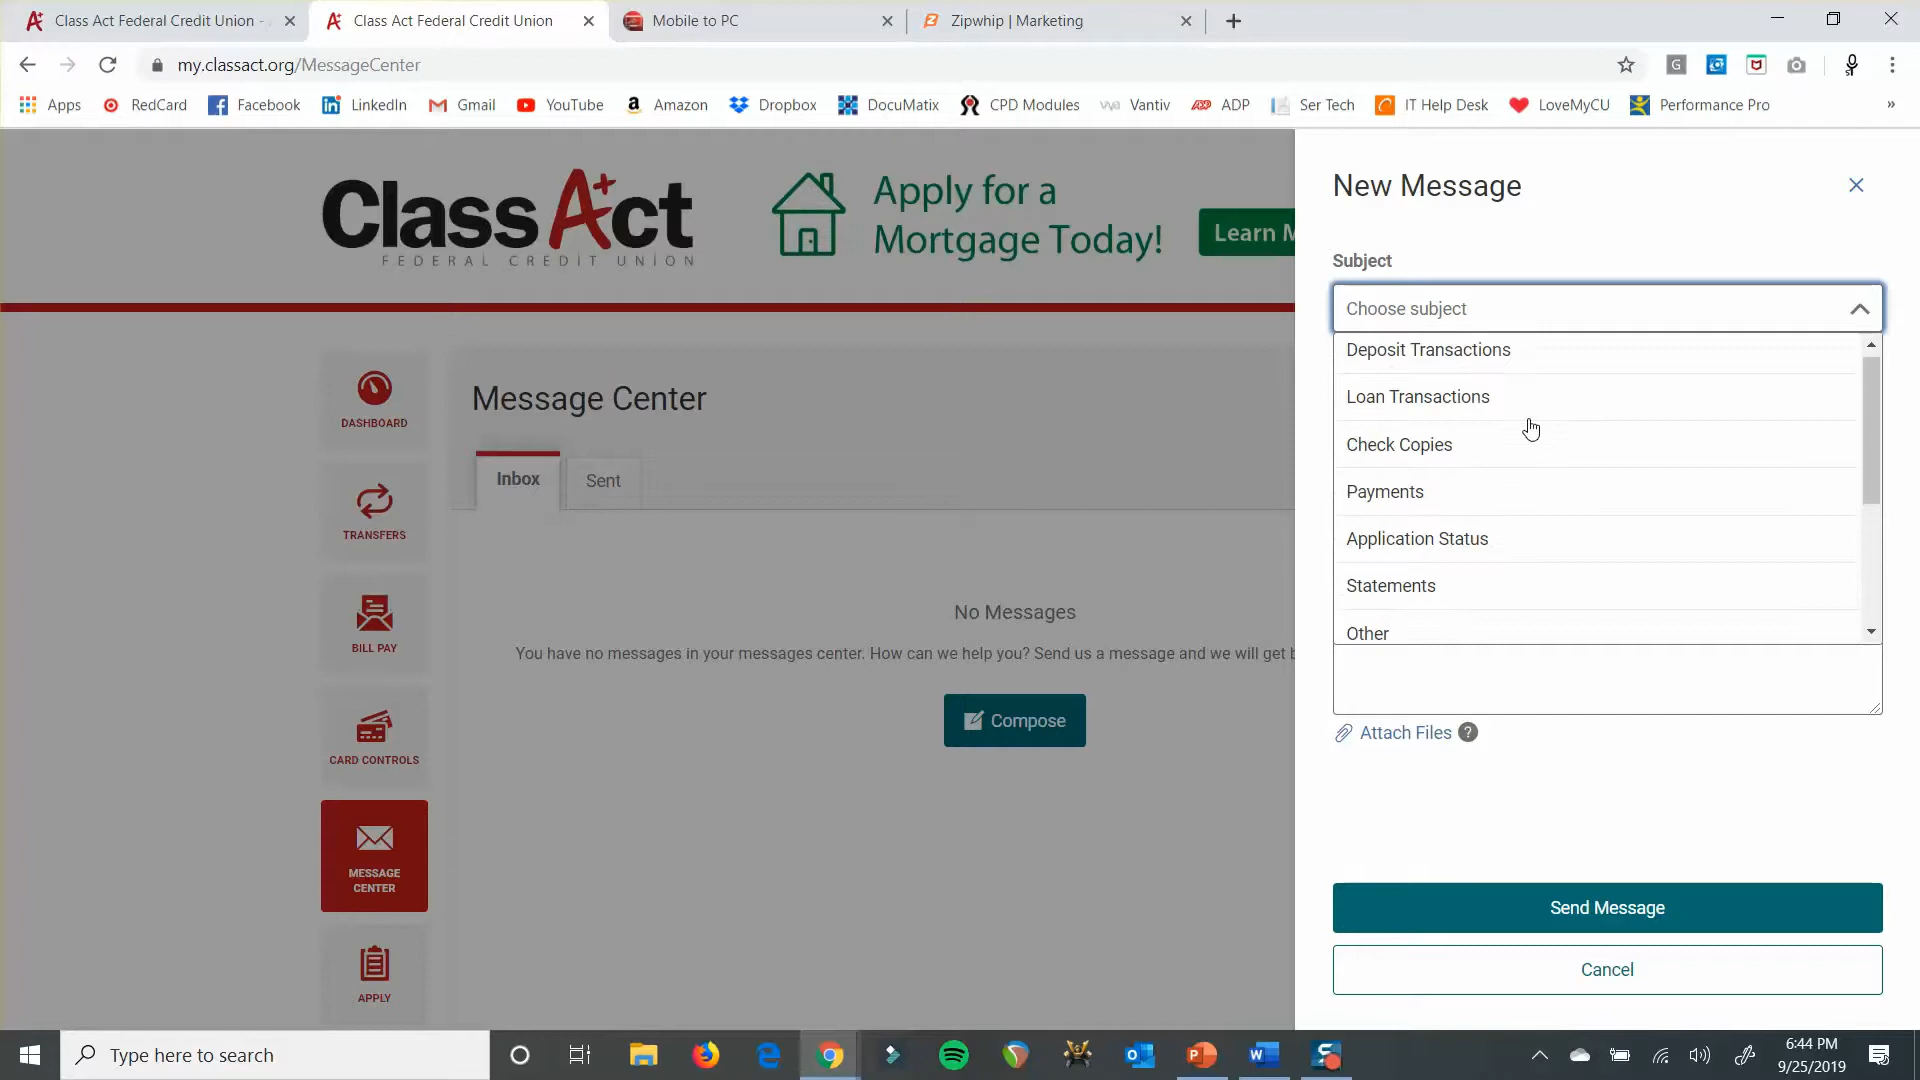 Class Act Federal Credit Union -
Class Act Federal Credit Union
Mobile to PC
Zipwhip | Marketing
my.classact.org/MessageCenter
Apps
RedCard
Facebook
LinkedIn
Gmail
YouTube
Amazon
Dropbox
DocuMatix
CPD Modules
Vantiv
ADP
Ser Tech
IT Help Desk
LoveMyCU
Performance Pro
»
Class Act
FEDERAL CREDIT UNION
Apply for a
Mortgage Today!
Learn M
DASHBOARD
TRANSFERS
BILL PAY
CARD CONTROLS
MESSAGE
CENTER
APPLY
Message Center
Inbox
Sent
No Messages
You have no messages in your messages center. How can we help you? Send us a message and we will get b
Compose
New Message
Subject
Choose subject
Deposit Transactions
Loan Transactions
Check Copies
Payments
Application Status
Statements
Other
Attach Files ?
Send Message
Cancel
Type here to search
6:44 PM
9/25/2019